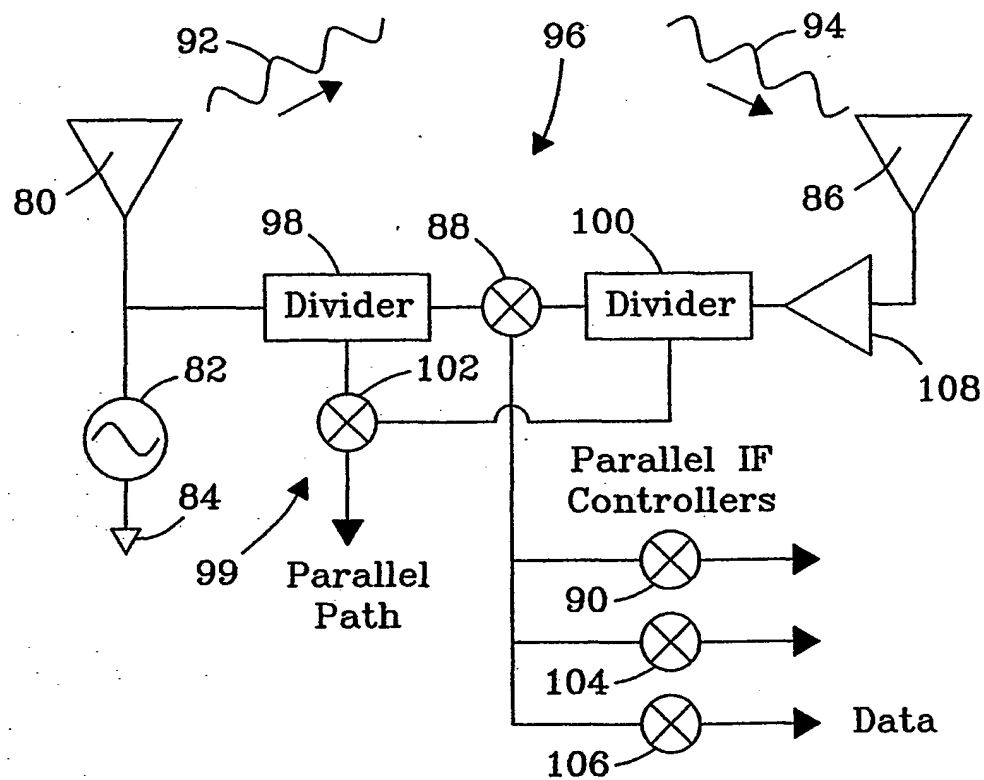 92
96
94
80
86
98
88
100
Divider
Divider
82
102
108
84
Parallel IF
Controllers
99
Parallel
Path
90
104
106
Data